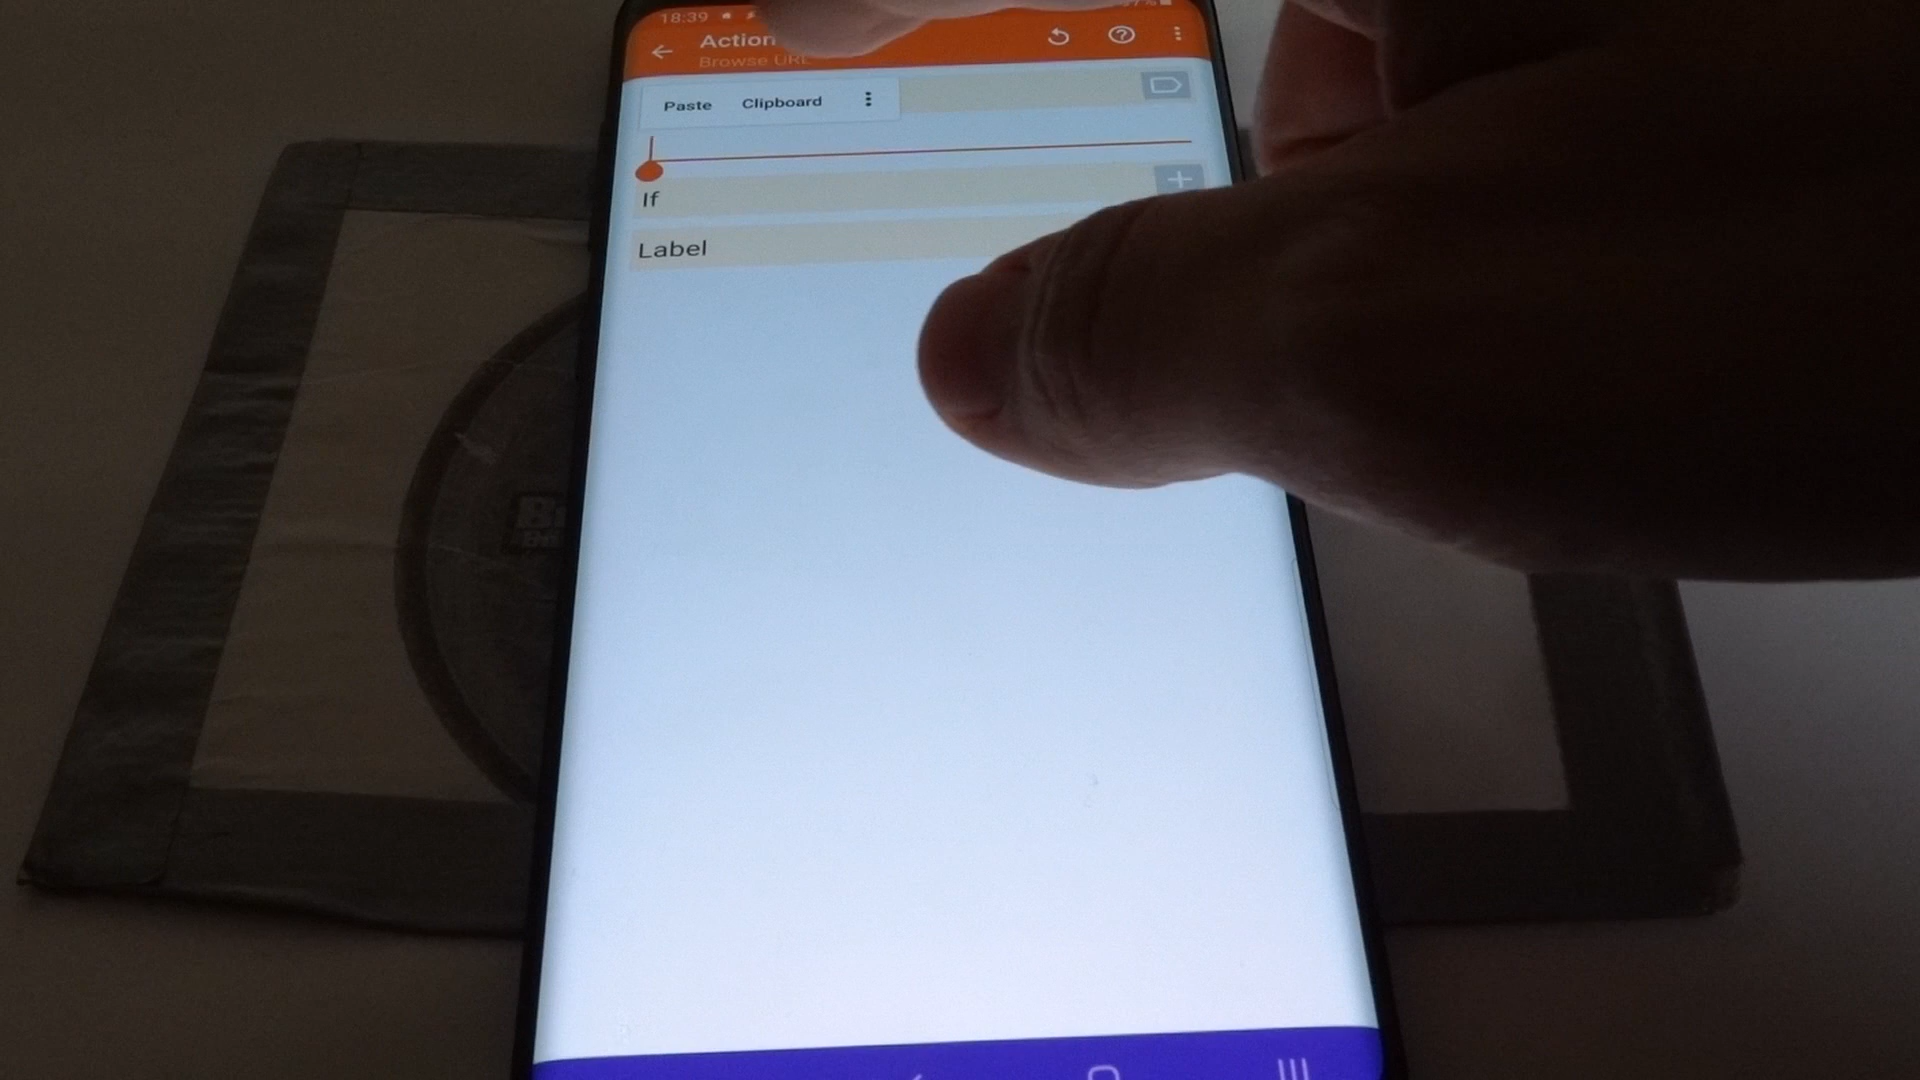 18:39
Action
Browse URL
Paste Clipboard
If
Label